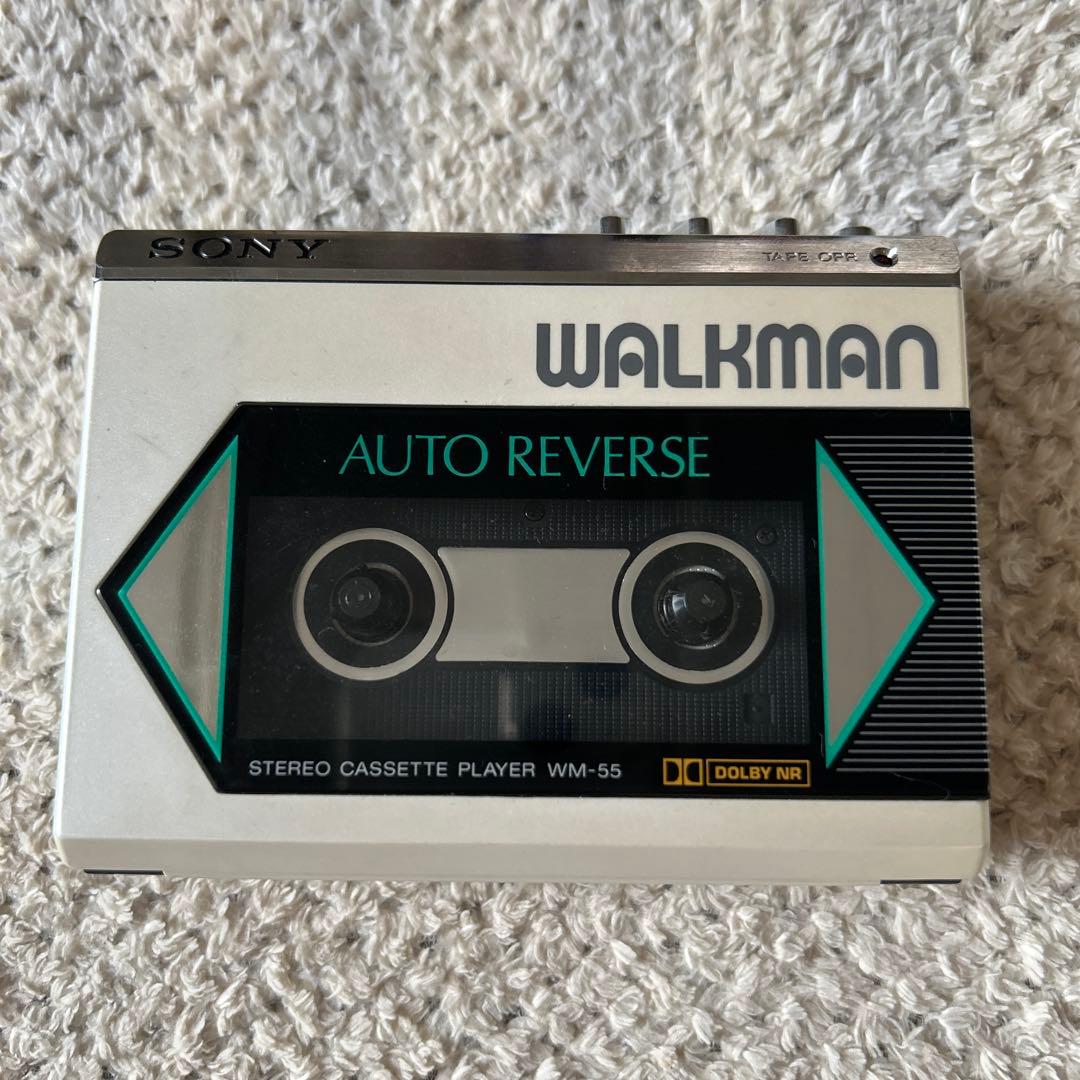 SONY
TAPE OPR
WALKMAN
AUTO REVERSE
STEREO CASSETTE PLAYER WM-55
DOLBY NR